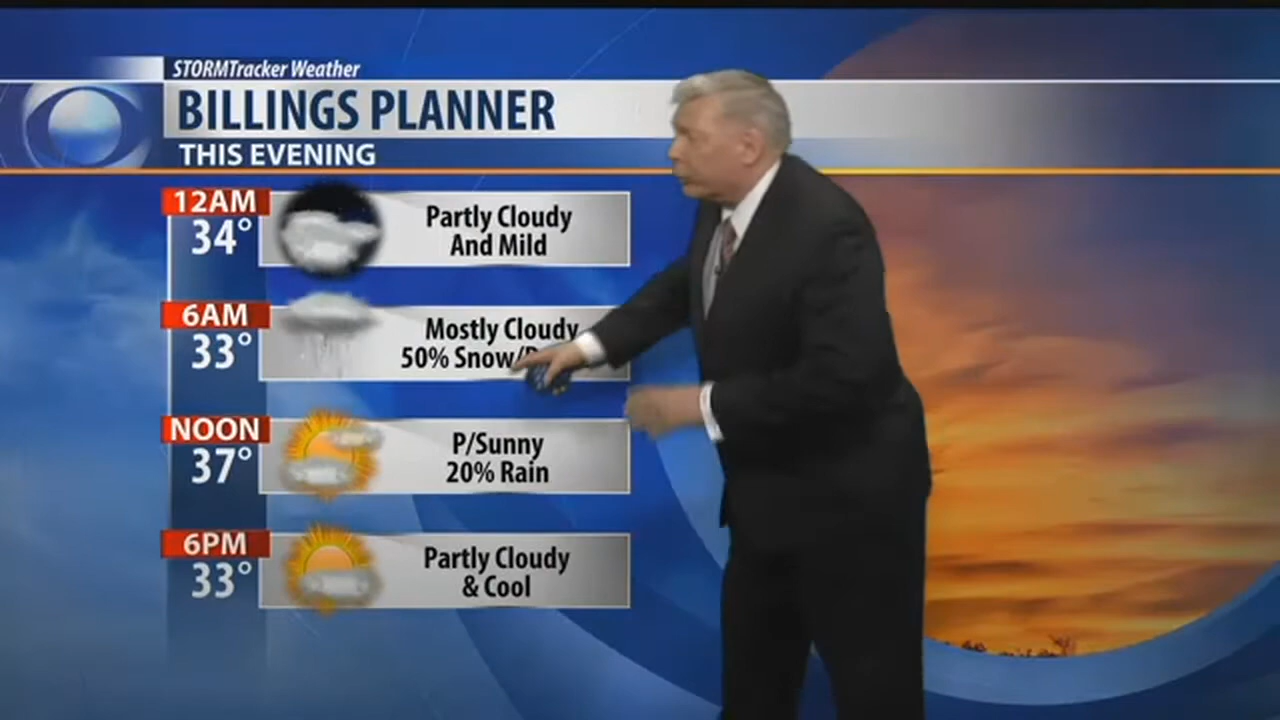 STORMTracker Weather
BILLINGS PLANNER
THIS EVENING
12AM
34°
Partly Cloudy
And Mild
6AM
33°
Mostly Cloudy
50% Snow/
NOON
37°
P/Sunny
20% Rain
6PM
33°
Partly Cloudy
& Cool